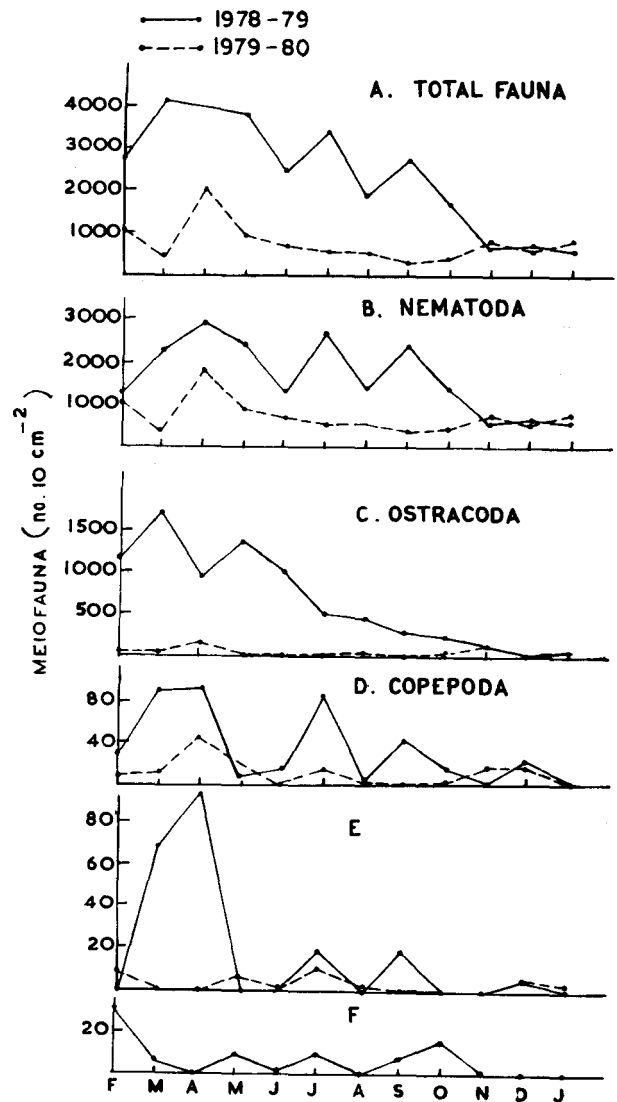 1978-79
1979-80
A. TOTAL FAUNA
4000
3000
2000
1000
B. NEMATODA
3000
2000
1000
MEIOFAUNA (no. 10 cm⁻²)
C. OSTRACODA
1500
1000
500
D. COPEPODA
80
40
E
80
60
40
20
F
20
F M A M J J A S O N D J